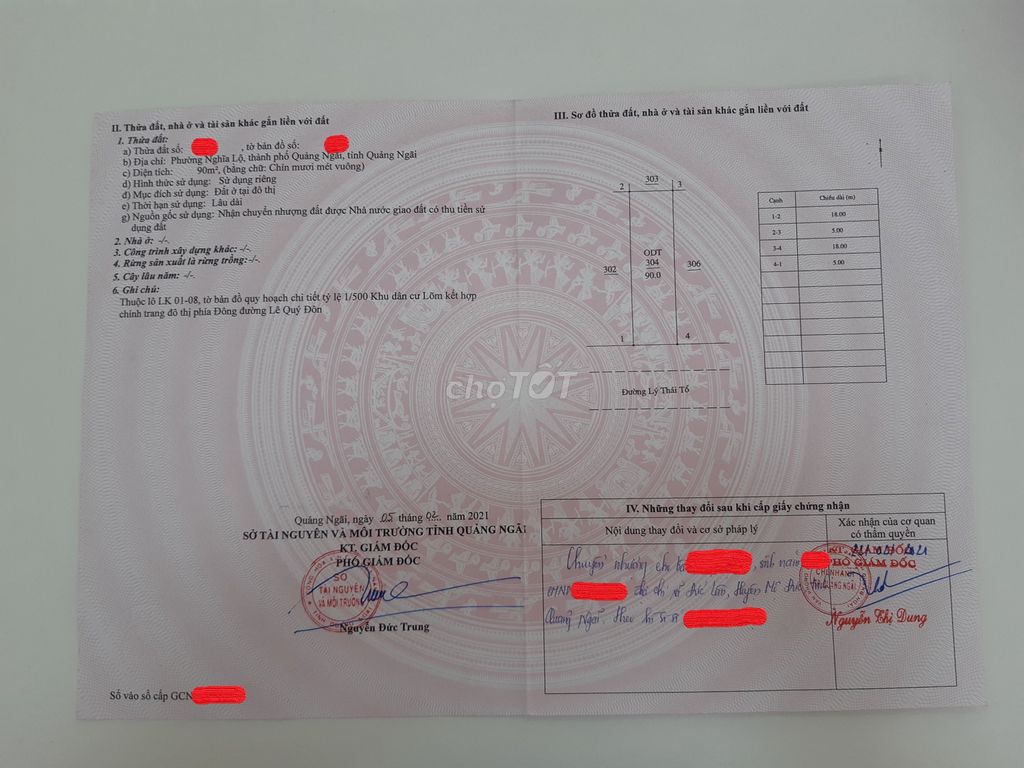 II. Thửa đất, nhà ở và tài sản khác gắn liền với đất
1. Thửa đất:
a) Thửa đất số: , tờ bản đồ số:
b) Địa chỉ: Phường Nghĩa Lộ, thành phố Quảng Ngãi, tỉnh Quảng Ngãi
c) Diện tích: 90m², (bằng chữ: Chín mươi mét vuông)
d) Hình thức sử dụng: Sử dụng riêng
đ) Mục đích sử dụng: Đất ở tại đô thị
e) Thời hạn sử dụng: Lâu dài
g) Nguồn gốc sử dụng: Nhận chuyển nhượng đất được Nhà nước giao đất có thu tiền sử
dụng đất
2. Nhà ở: -/-.
3. Công trình xây dựng khác: -/-.
4. Rừng sản xuất là rừng trồng:-/-.
5. Cây lâu năm: -/-.
6. Ghi chú:
Thuộc lô LK 01-08, tờ bản đồ quy hoạch chi tiết tỷ lệ 1/500 Khu dân cư Lõm kết hợp
chỉnh trang đô thị phía Đông đường Lê Quý Đôn
Quảng Ngãi, ngày 05 tháng 02 năm 2021
SỞ TÀI NGUYÊN VÀ MÔI TRƯỜNG TỈNH QUẢNG NGÃI
KT. GIÁM ĐỐC
PHÓ GIÁM ĐỐC
SỞ
TÀI NGUYÊN
VÀ MÔI TRƯỜNG
Nguyễn Đức Trung
Số vào sổ cấp GCN
III. Sơ đồ thửa đất, nhà ở và tài sản khác gắn liền với đất
303
2 3
302
ODT
304
90.0
306
1 4
Đường Lý Thái Tổ
Cạnh Chiều dài (m)
1-2 18.00
2-3 5.00
3-4 18.00
4-1 5.00
chợTỐT
IV. Những thay đổi sau khi cấp giấy chứng nhận
Nội dung thay đổi và cơ sở pháp lý
Xác nhận của cơ quan
có thẩm quyền
Chuyển nhượng cho bà , sinh năm
CMND địa chỉ xã Đức Lân, Huyện Mộ Đức
Quảng Ngãi. Theo hồ sơ số
KT. GIÁM ĐỐC
PHÓ GIÁM ĐỐC
CHI NHÁNH
Nguyễn Thị Dung